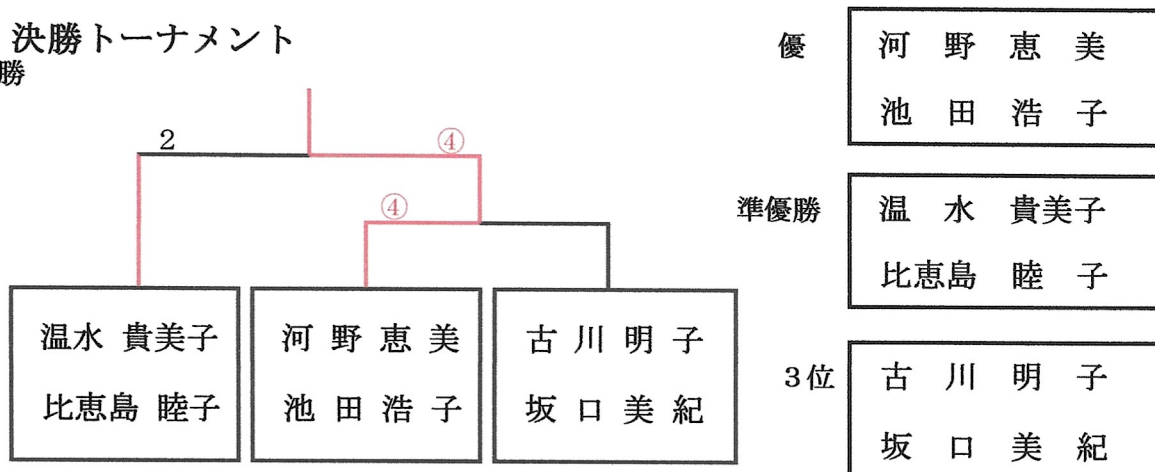 決勝トーナメント
勝
2
④
④
温水 貴美子
比恵島 睦子
河 野 恵 美
池 田 浩 子
古 川 明 子
坂 口 美 紀
優
河 野 恵 美
池 田 浩 子
準優勝
温 水 貴美子
比恵島 睦 子
3位
古 川 明 子
坂 口 美 紀